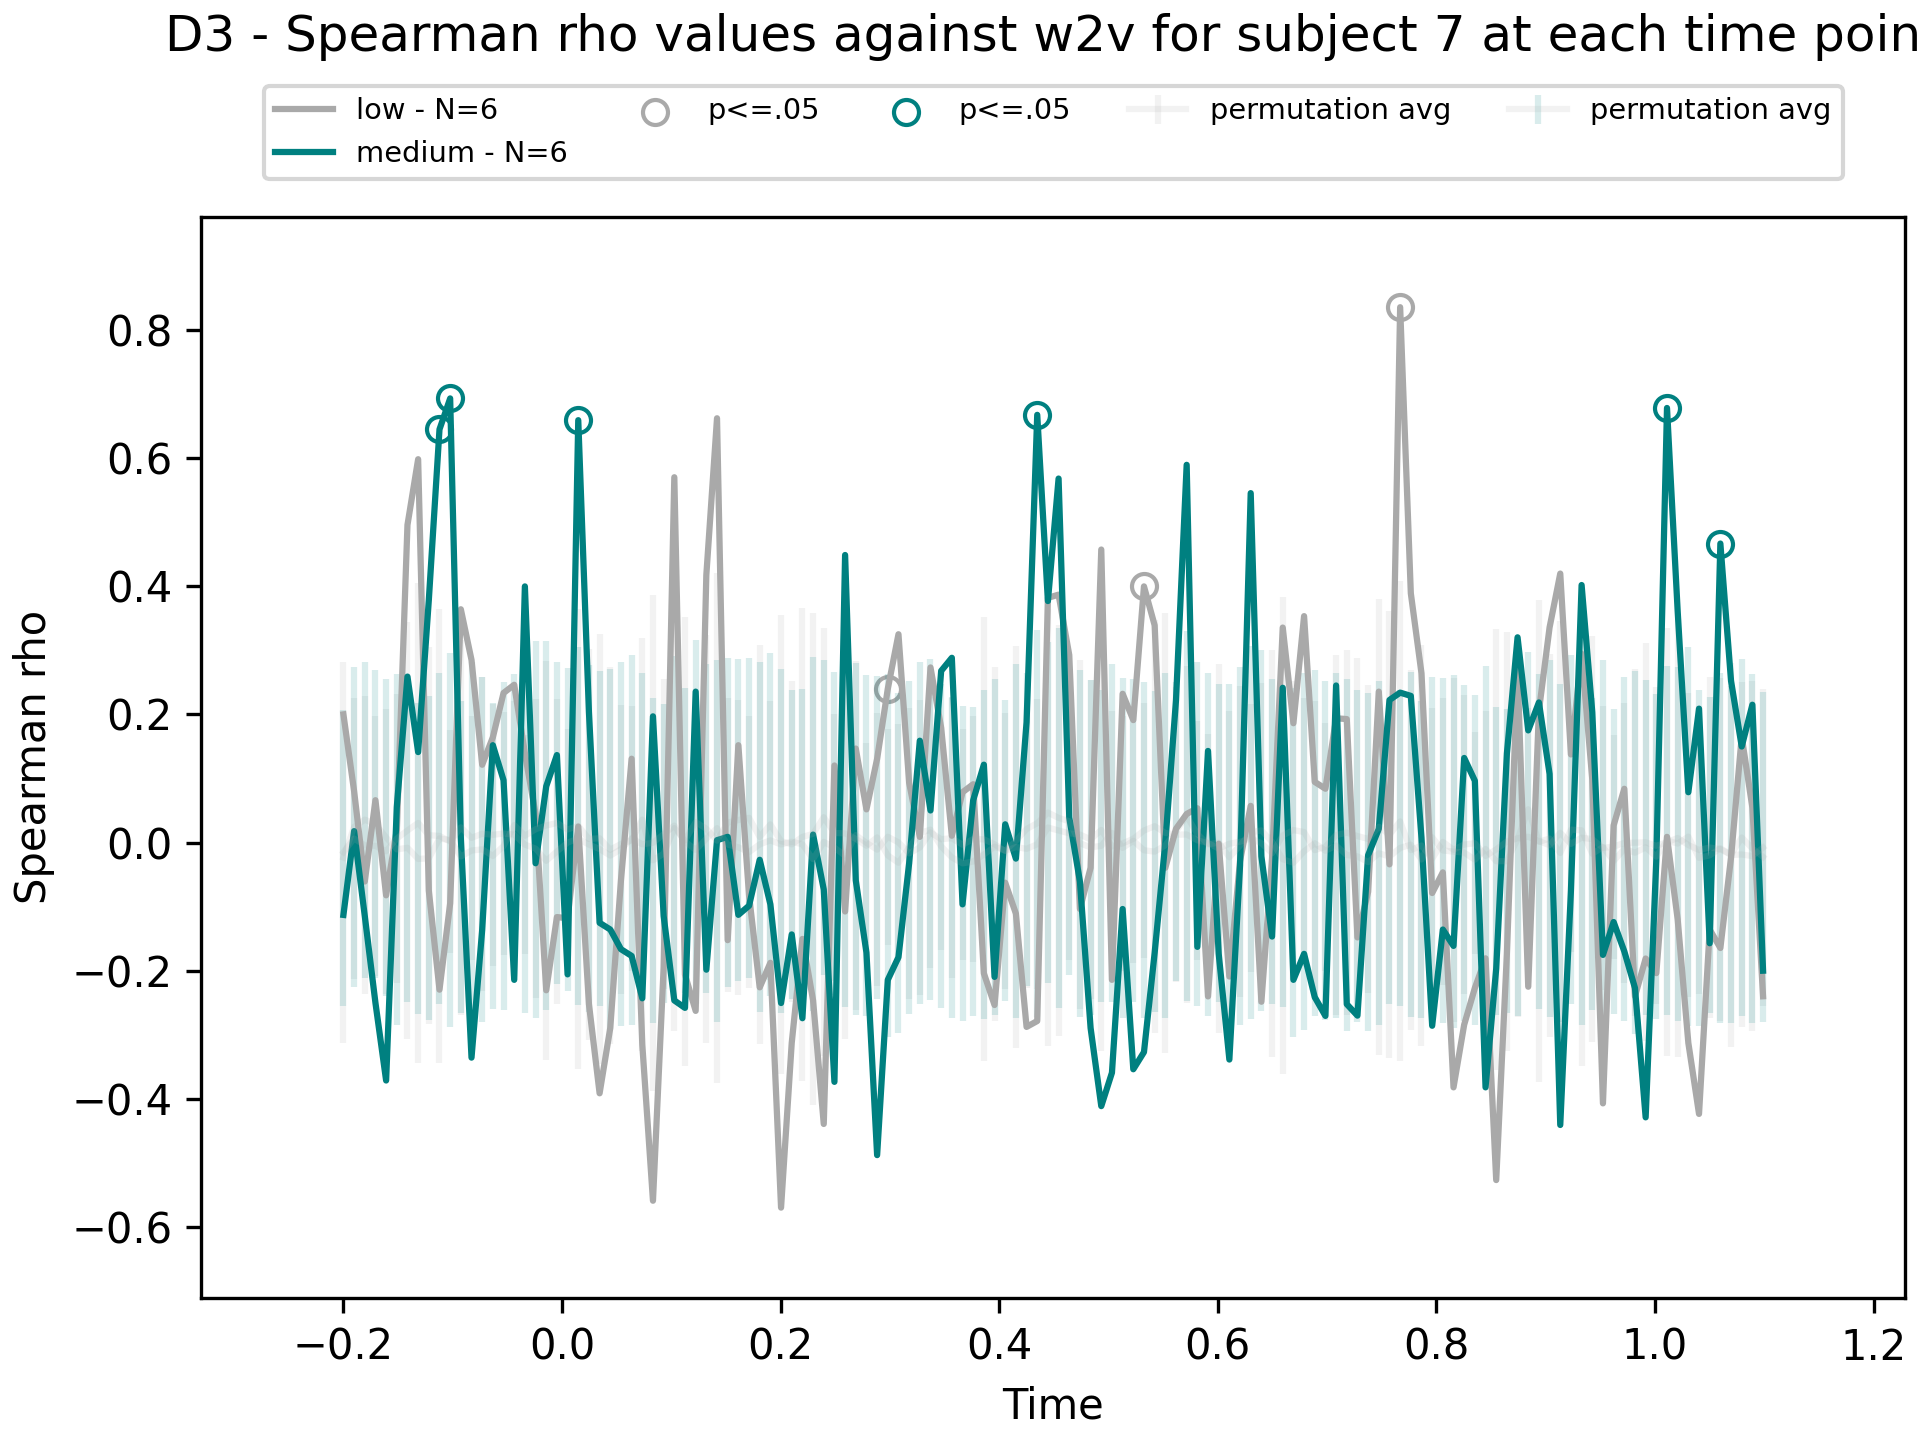 D3 - Spearman rho values against w2v for subject 7 at each time poin
low - N=6
medium - N=6
p<=.05
p<=.05
permutation avg
permutation avg
Spearman rho
0.8
0.6
0.4
0.2
0.0
−0.2
−0.4
−0.6
−0.2 0.0 0.2 0.4 0.6 0.8 1.0 1.2
Time